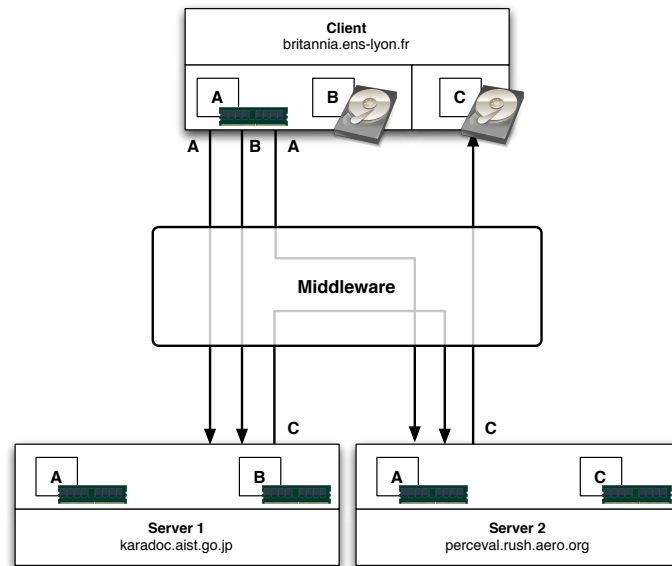 Client
britannia.ens-lyon.fr
A B C
A B A
Middleware
C C
A B A C
Server 1
karadoc.aist.go.jp
Server 2
perceval.rush.aero.org